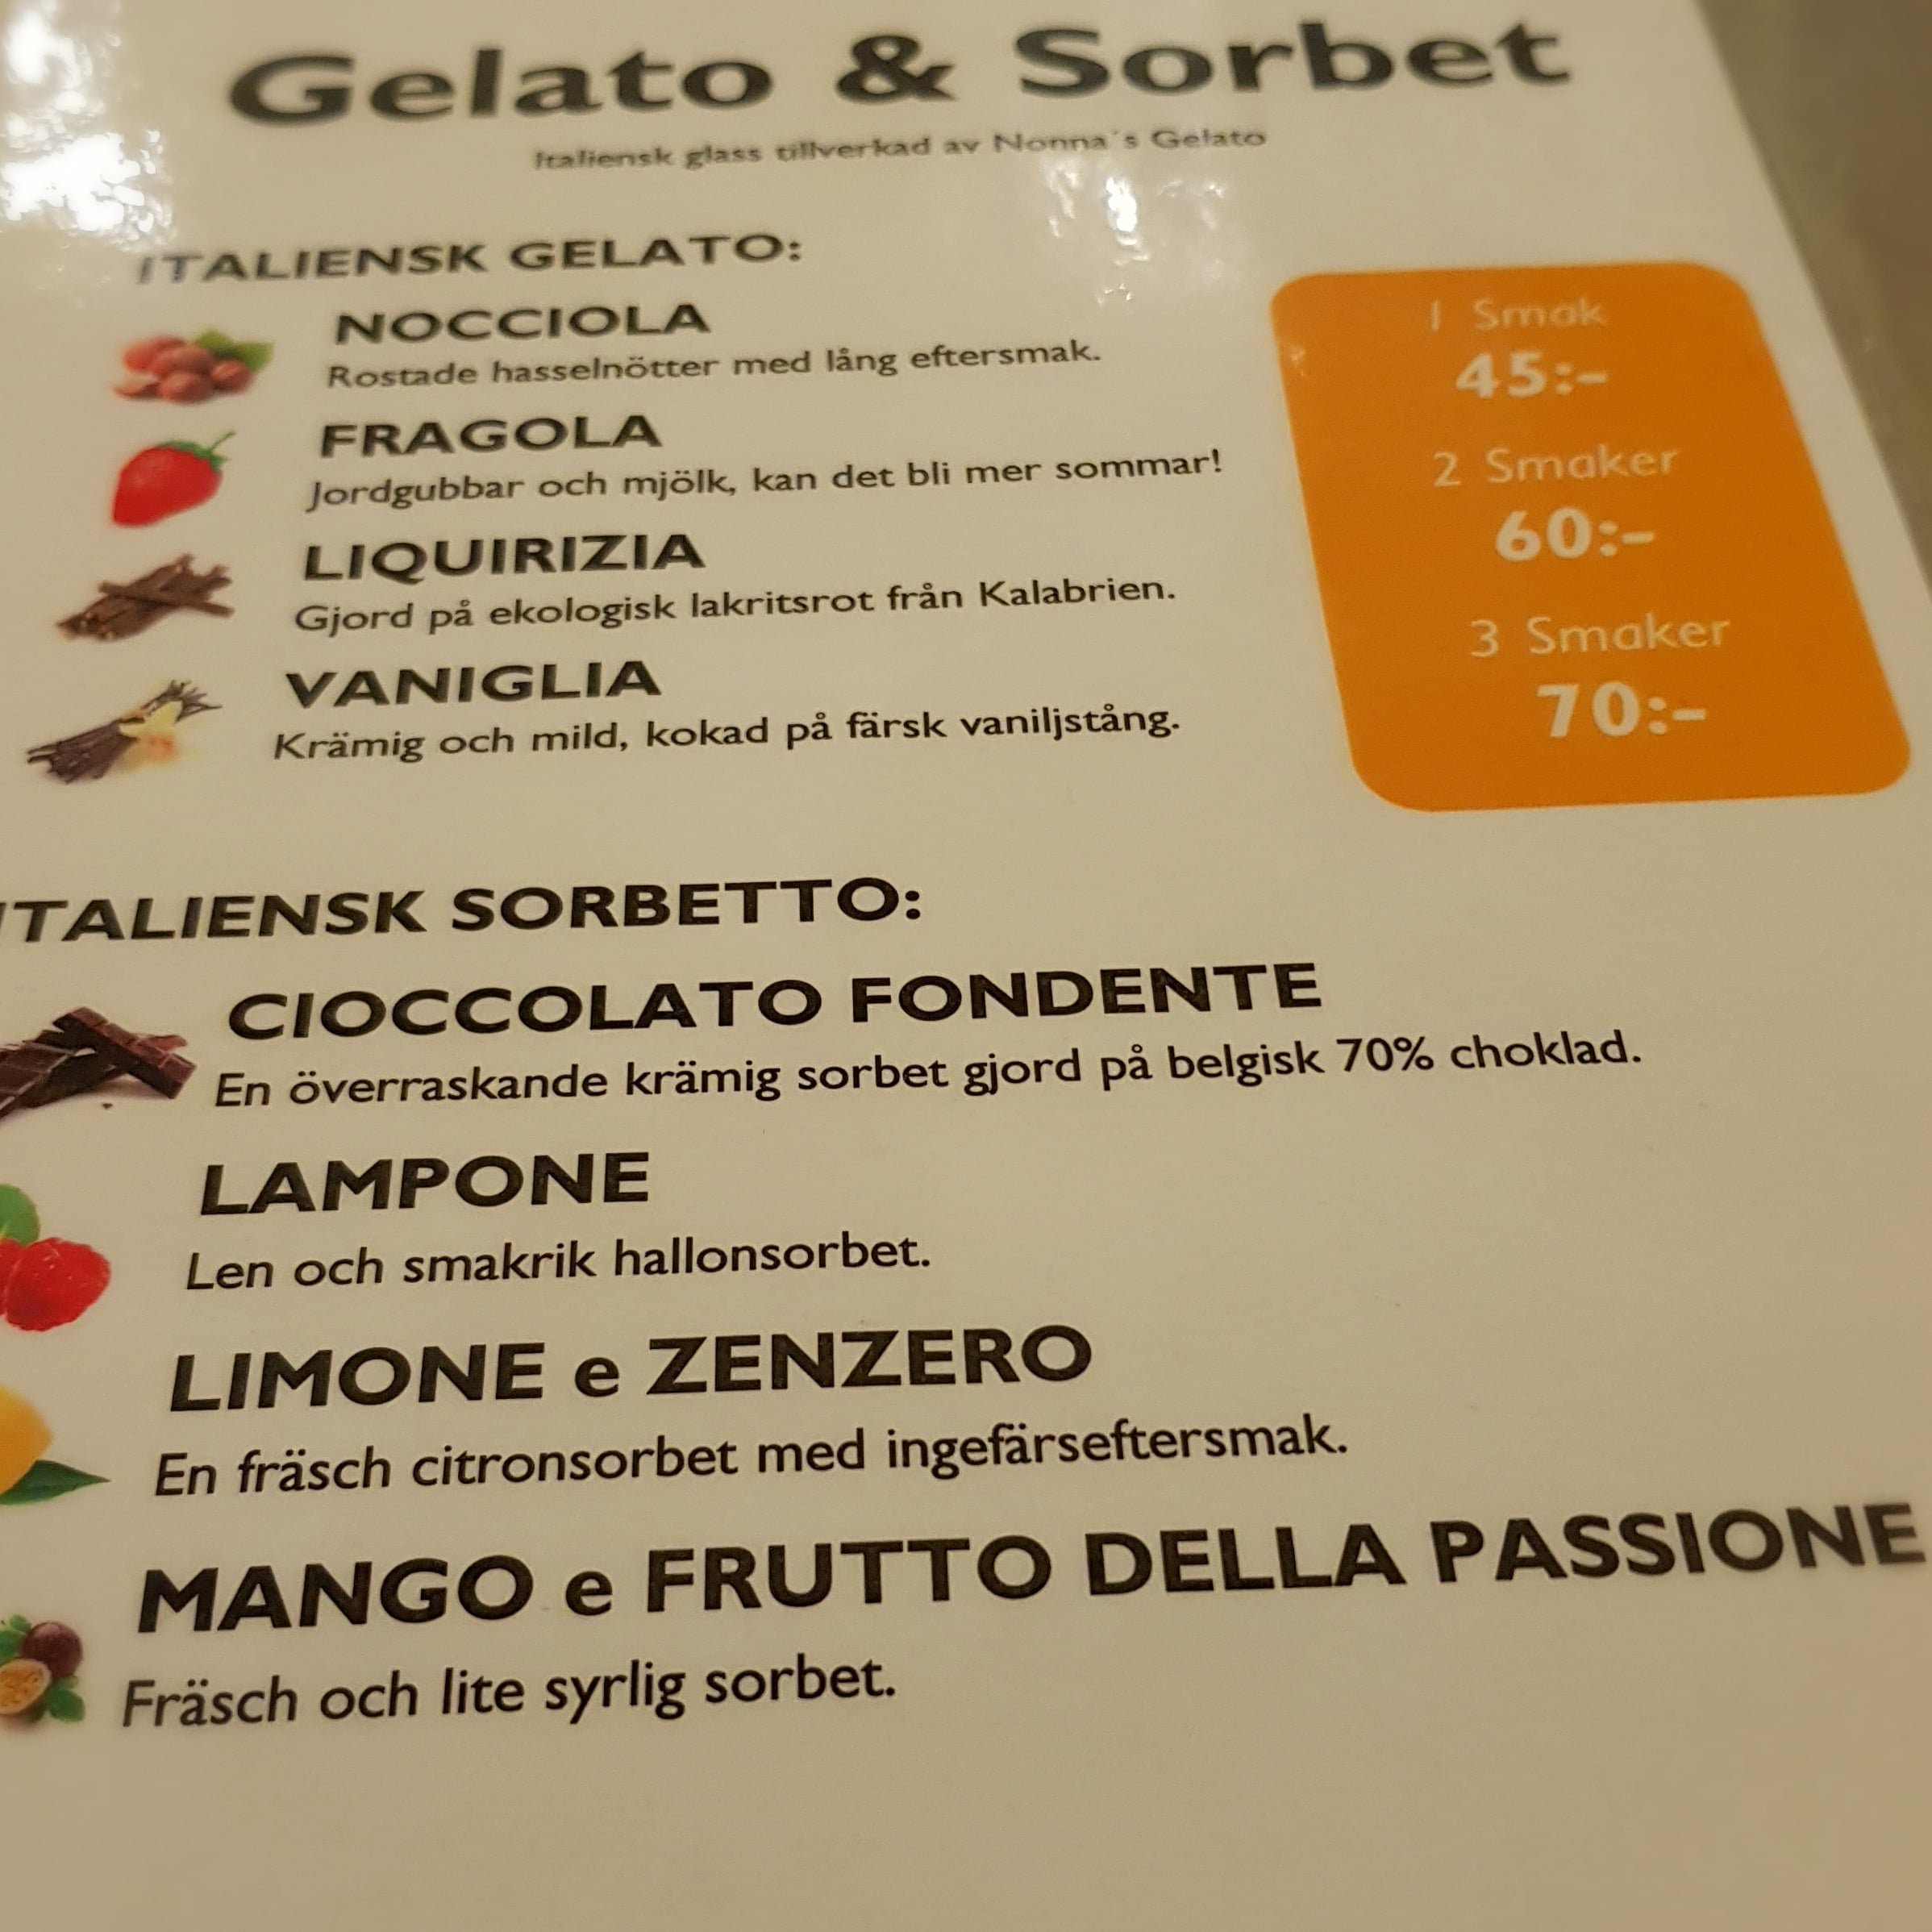 Gelato & Sorbet
Italiensk glass tillverkad av Nonna´s Gelato
ITALIENSK GELATO:
NOCCIOLA
Rostade hasselnötter med lång eftersmak.
FRAGOLA
Jordgubbar och mjölk, kan det bli mer sommar!
LIQUIRIZIA
Gjord på ekologisk lakritsrot från Kalabrien.
VANIGLIA
Krämig och mild, kokad på färsk vaniljstång.
1 Smak
45:-
2 Smaker
60:-
3 Smaker
70:-
ITALIENSK SORBETTO:
CIOCCOLATO FONDENTE
En överraskande krämig sorbet gjord på belgisk 70% choklad.
LAMPONE
Len och smakrik hallonsorbet.
LIMONE e ZENZERO
En fräsch citronsorbet med ingefärseftersmak.
MANGO e FRUTTO DELLA PASSIONE
Fräsch och lite syrlig sorbet.